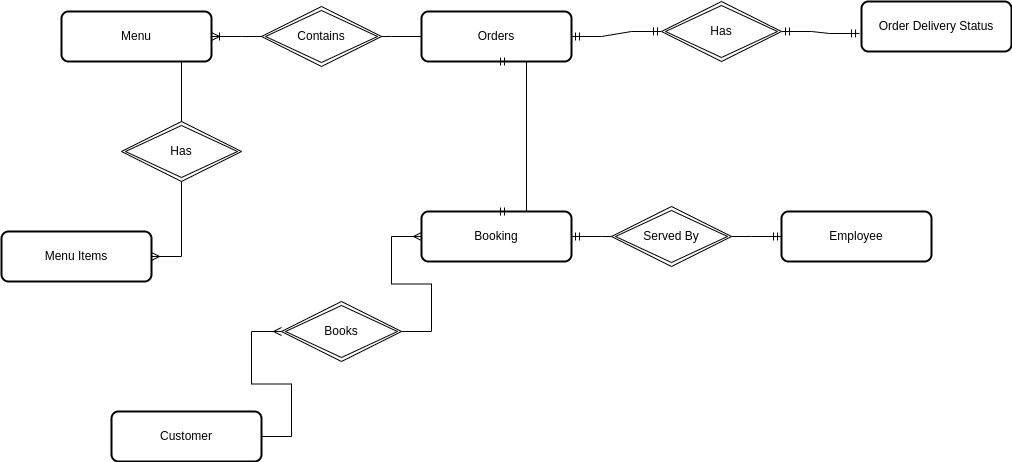 Menu
Contains
Orders
Has
Order Delivery Status
Has
Menu Items
Booking
Served By
Employee
Books
Customer